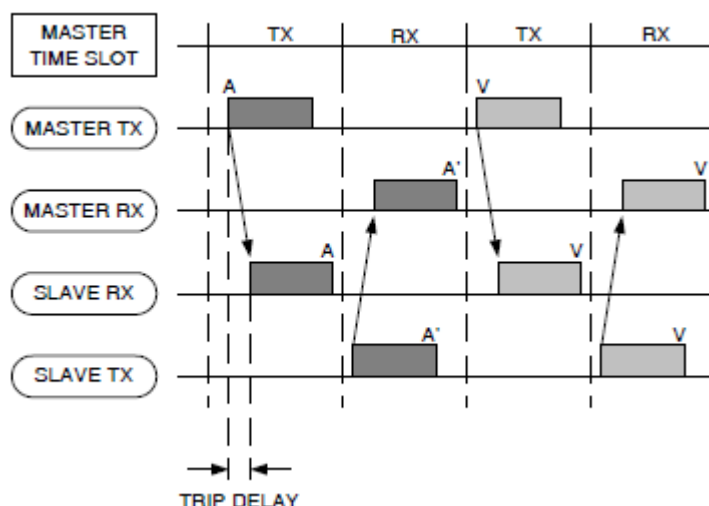 MASTER
TIME SLOT
TX
RX
TX
RX
A
V
MASTER TX
A'
V
MASTER RX
A
V
SLAVE RX
A'
V
SLAVE TX
TRIP DELAY